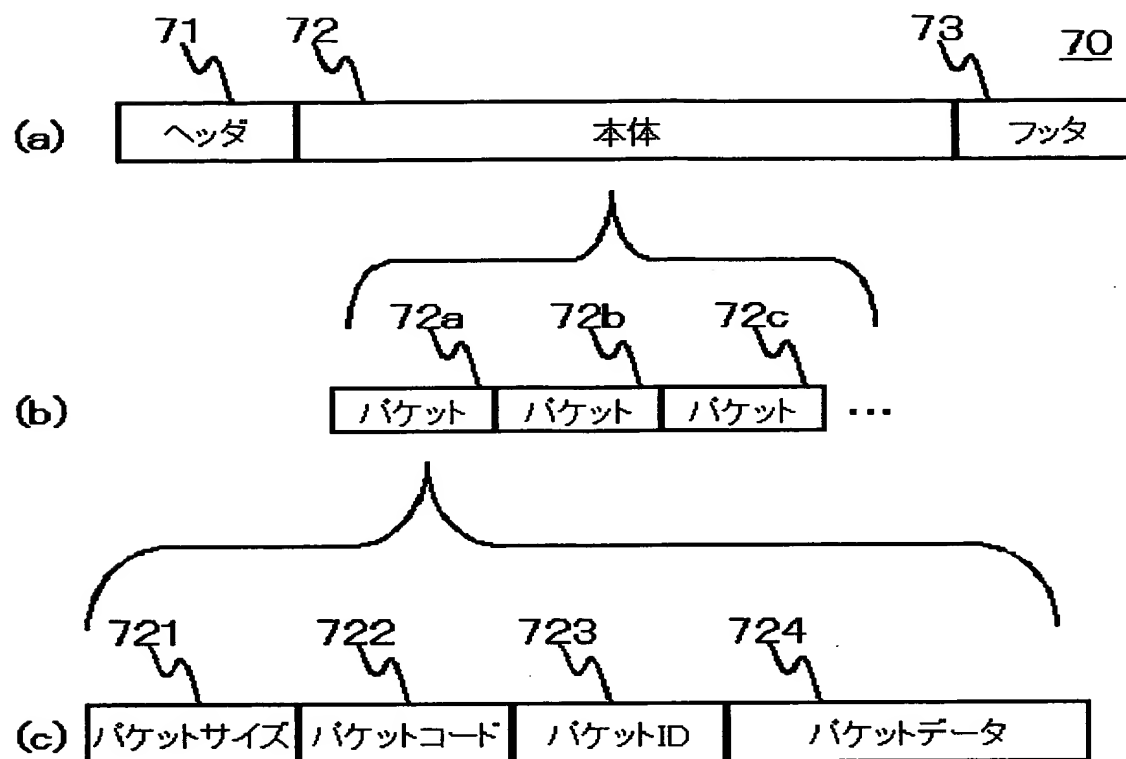 71 72 73 70
(a) ヘッダ 本体 フッタ
72a 72b 72c
(b) パケット パケット パケット ...
721 722 723 724
(c) パケットサイズ パケットコード パケットID パケットデータ